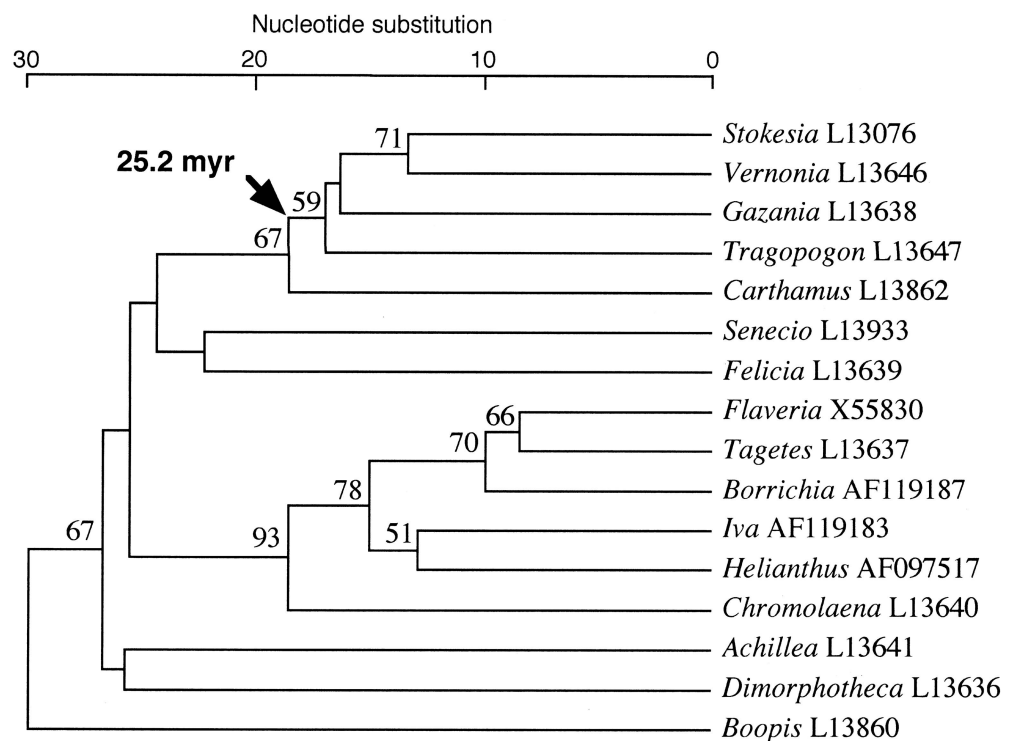 Nucleotide substitution
30 20 10 0
71 Stokesia L13076
25.2 myr
Vernonia L13646
59 Gazania L13638
67 Tragopogon L13647
Carthamus L13862
Senecio L13933
Felicia L13639
66 Flaveria X55830
70 Tagetes L13637
78 Borrichia AF119187
93 51 Iva AF119183
67 Helianthus AF097517
Chromolaena L13640
Achillea L13641
Dimorphotheca L13636
Boopis L13860